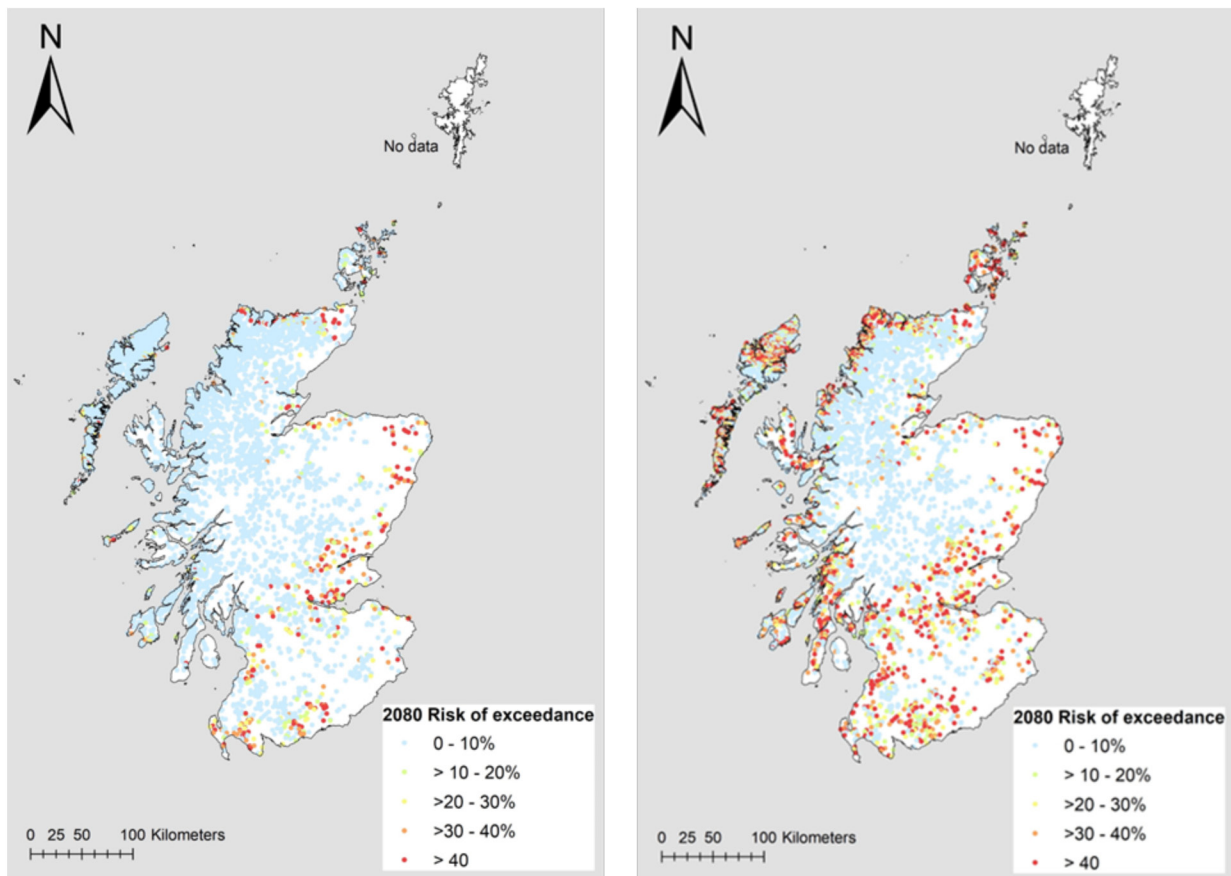 N
No data
2080 Risk of exceedance
0 - 10%
> 10 - 20%
>20 - 30%
>30 - 40%
> 40
0 25 50 100 Kilometers
N
No data
2080 Risk of exceedance
0 - 10%
> 10 - 20%
>20 - 30%
>30 - 40%
> 40
0 25 50 100 Kilometers